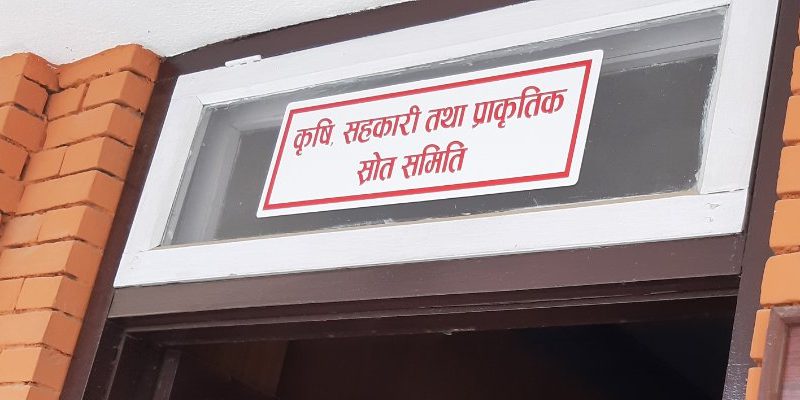 कृषि, सहकारी तथा प्राकृतिक
स्रोत समिति